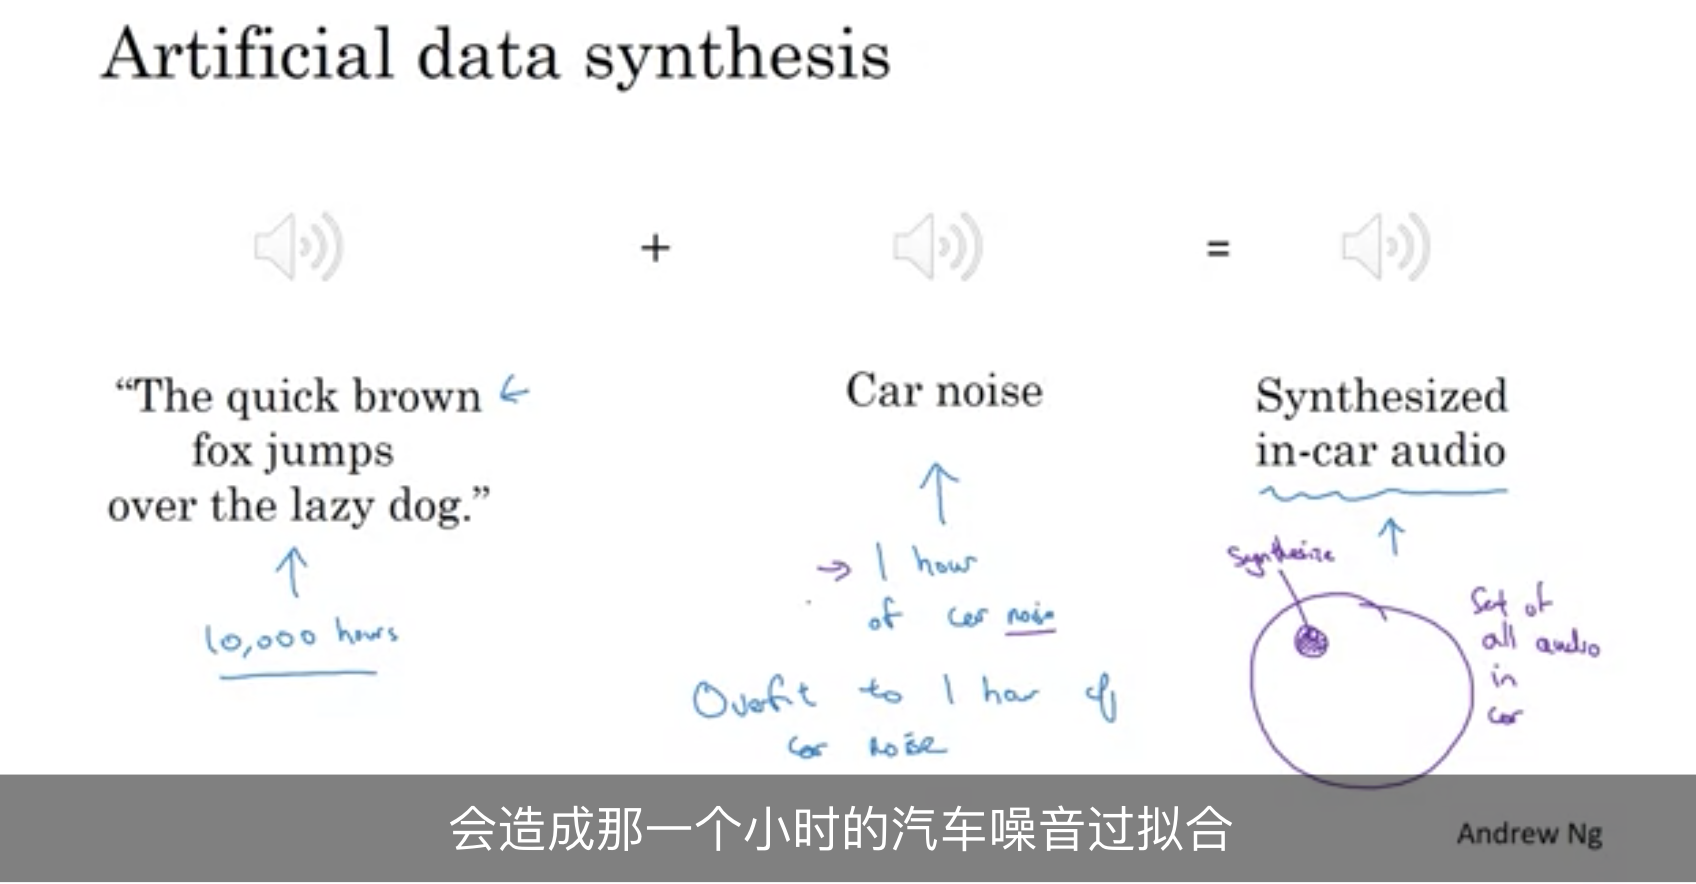 Artificial data synthesis
+
=
“The quick brown
fox jumps
over the lazy dog.”
10,000 hours
Car noise
1 hour
of car noise
Overfit to 1 hour of
car noise
Synthesized
in-car audio
Synthesize
Set of
all audio
in
car
会造成那一个小时的汽车噪音过拟合
Andrew Ng